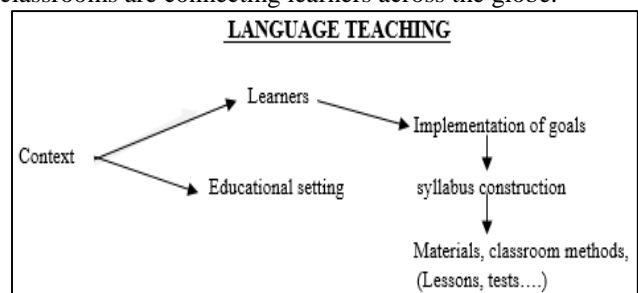 classrooms are connecting learners across the globe.
LANGUAGE TEACHING
Learners
Implementation of goals
Context
Educational setting
syllabus construction
Materials, classroom methods,
(Lessons, tests….)